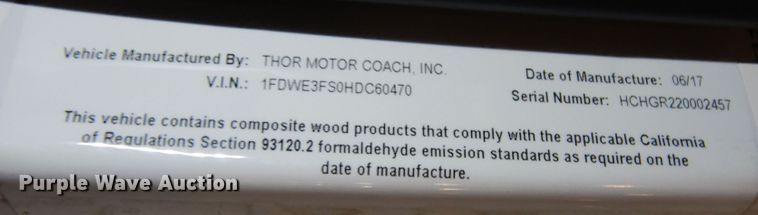 Vehicle Manufactured By: THOR MOTOR COACH, INC.
V.I.N.: 1FDWE3FS0HDC60470
Date of Manufacture: 06/17
Serial Number: HCHGR220002457
This vehicle contains composite wood products that comply with the applicable California
of Regulations Section 93120.2 formaldehyde emission standards as required on the
date of manufacture.
Purple Wave Auction